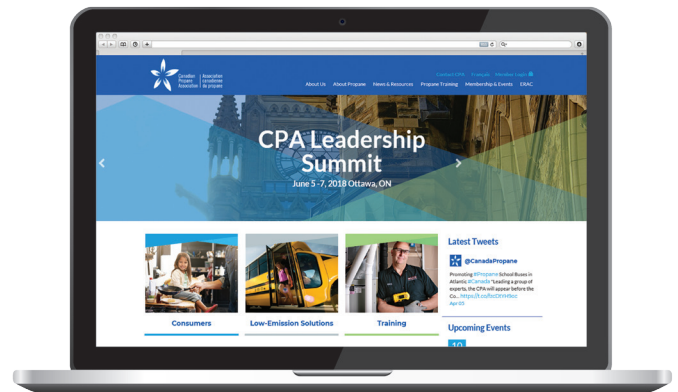 Canadian Propane Association
Association canadienne du propane
Contact CPA Français Member Login
About Us About Propane News & Resources Propane Training Membership & Events ERAC
CPA Leadership
Summit
June 5 -7, 2018 Ottawa, ON
Latest Tweets
@CanadaPropane
Promoting #Propane School Buses in
Atlantic #Canada "Leading a group of
experts, the CPA will appear before the
Apr 05
Consumers
Low-Emission Solutions
Training
Upcoming Events
10